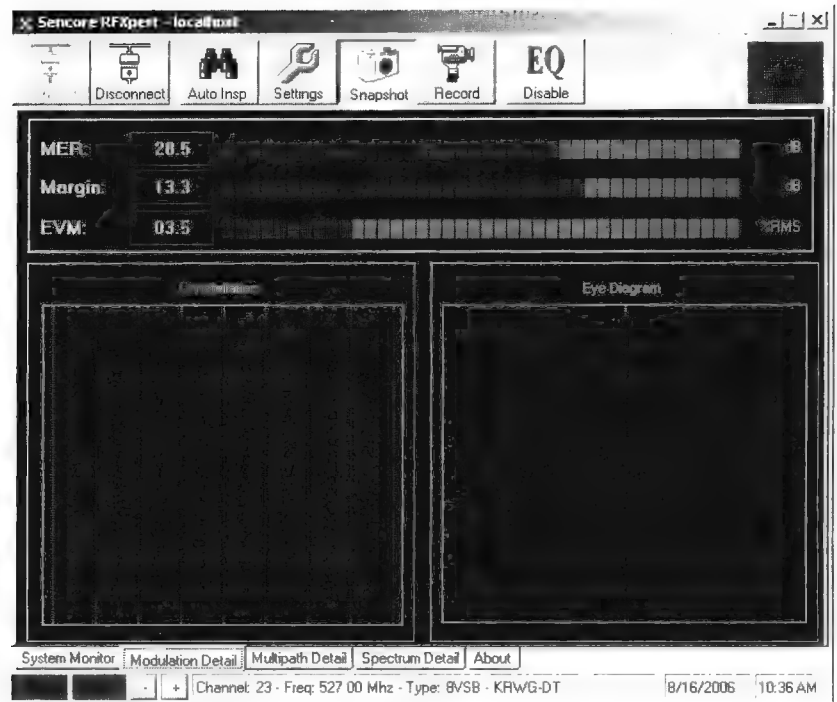 Sencore RFXpert - localhost
Disconnect Auto Insp Settings Snapshot Record EQ Disable
MER: 28.5 dB
Margin: 13.3 dB
EVM: 03.5 %RMS
Eye Diagram
System Monitor Modulation Detail Multipath Detail Spectrum Detail About
- + Channel: 23 - Freq: 527 00 Mhz - Type: 8VSB - KRWG-DT 8/16/2006 10:36 AM